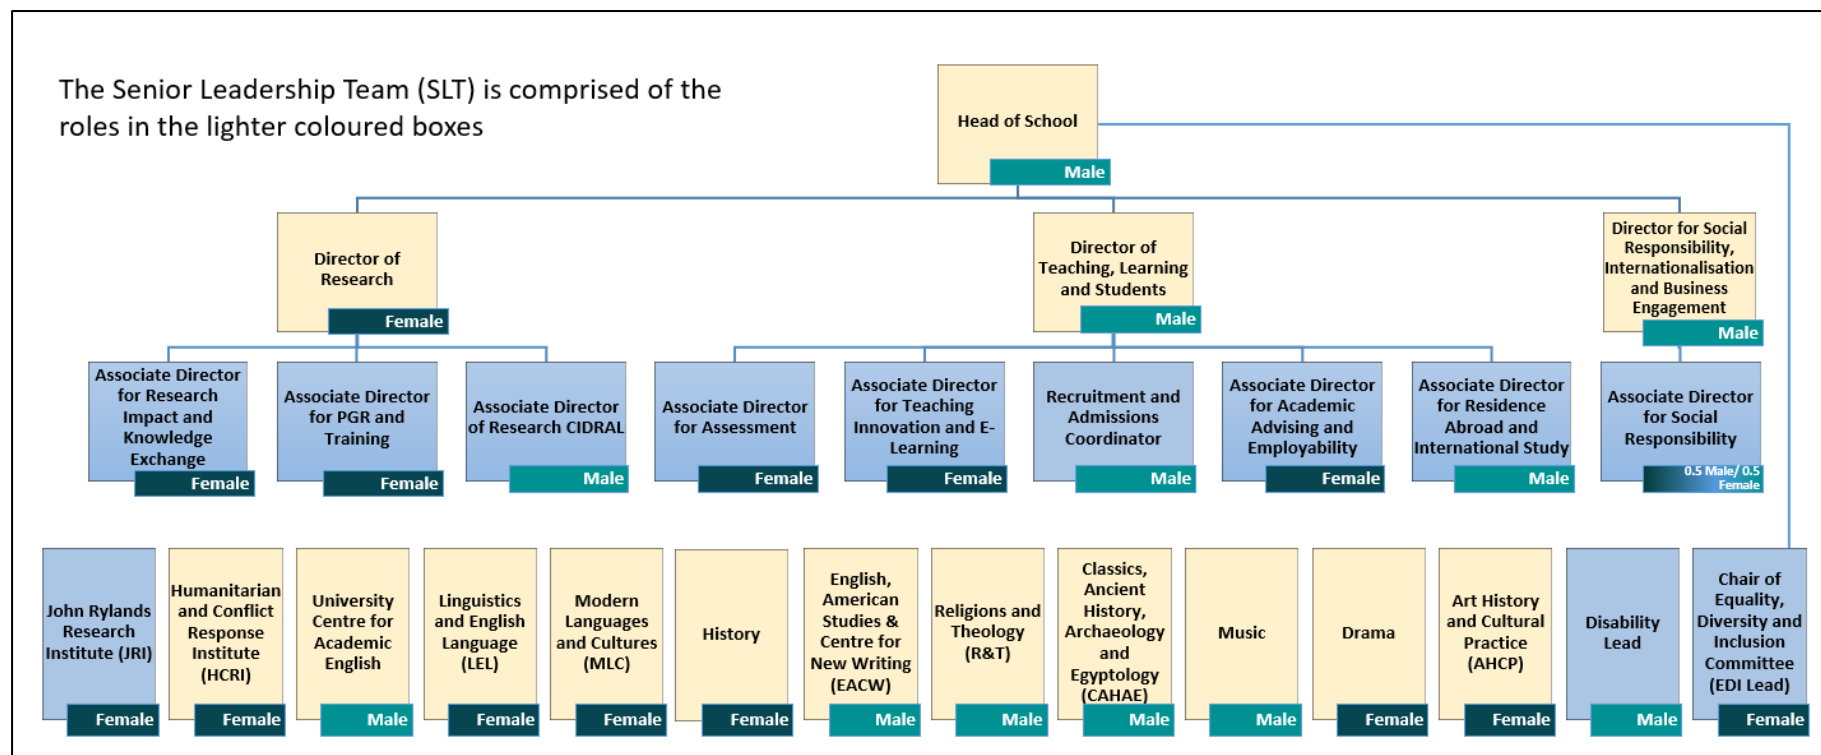 The Senior Leadership Team (SLT) is comprised of the
roles in the lighter coloured boxes
Head of School
Male
Director of
Research
Female
Director of
Teaching, Learning
and Students
Male
Director for Social
Responsibility,
Internationalisation
and Business
Engagement
Male
Associate Director
for Research
Impact and
Knowledge
Exchange
Female
Associate Director
for PGR and
Training
Female
Associate Director
of Research CIDRAL
Male
Associate Director
for Assessment
Female
Associate Director
for Teaching
Innovation and E-
Learning
Female
Recruitment and
Admissions
Coordinator
Male
Associate Director
for Academic
Advising and
Employability
Female
Associate Director
for Residence
Abroad and
International Study
Male
Associate Director
for Social
Responsibility
0.5 Male/ 0.5
Female
John Rylands
Research
Institute (JRI)
Female
Humanitarian
and Conflict
Response
Institute
(HCRI)
Female
University
Centre for
Academic
English
Male
Linguistics
and English
Language
(LEL)
Female
Modern
Languages
and Cultures
(MLC)
Female
History
Female
English,
American
Studies &
Centre for
New Writing
(EACW)
Male
Religions and
Theology
(R&T)
Male
Classics,
Ancient
History,
Archaeology
and
Egyptology
(CAHAE)
Male
Music
Male
Drama
Female
Art History
and Cultural
Practice
(AHCP)
Female
Disability
Lead
Male
Chair of
Equality,
Diversity and
Inclusion
Committee
(EDI Lead)
Female